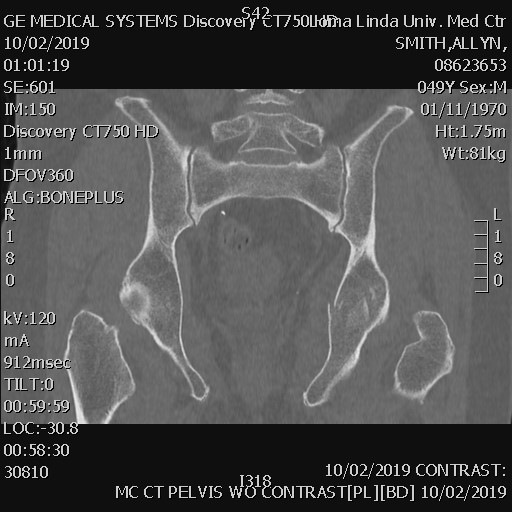 S42
GE MEDICAL SYSTEMS Discovery CT750 HD Loma Linda Univ. Med Ctr
10/02/2019 SMITH,ALLYN,
01:01:19 08623653
SE:601 049Y Sex:M
IM:150 01/11/1970
Discovery CT750 HD Ht:1.75m
1mm Wt:81kg
DFOV360
ALG:BONEPLUS
R L
1 1
8 8
0 0
kV:120
mA
912msec
TILT:0
00:59:59
LOC:-30.8
00:58:30
30810 I318 10/02/2019 CONTRAST:
MC CT PELVIS WO CONTRAST[PL][BD] 10/02/2019